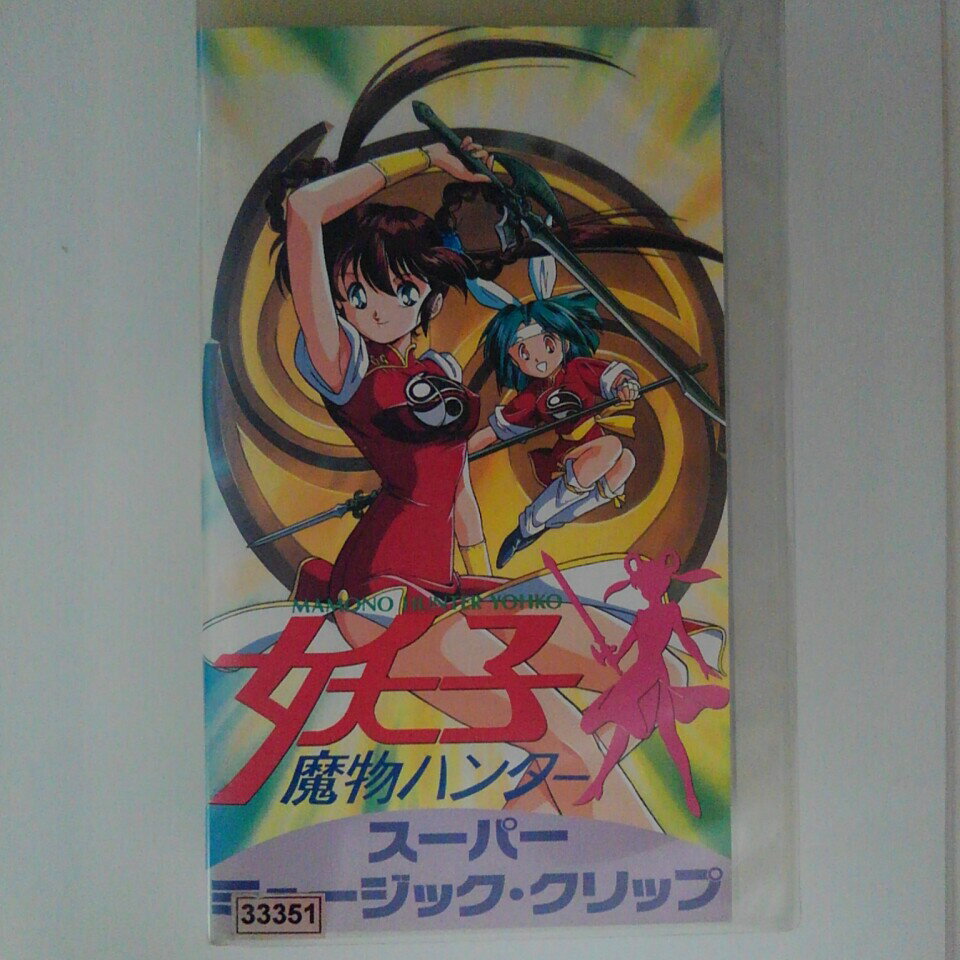 MAMONO HUNTER YOHKO
妖子
魔物ハンター
スーパー
ミュージック・クリップ
33351